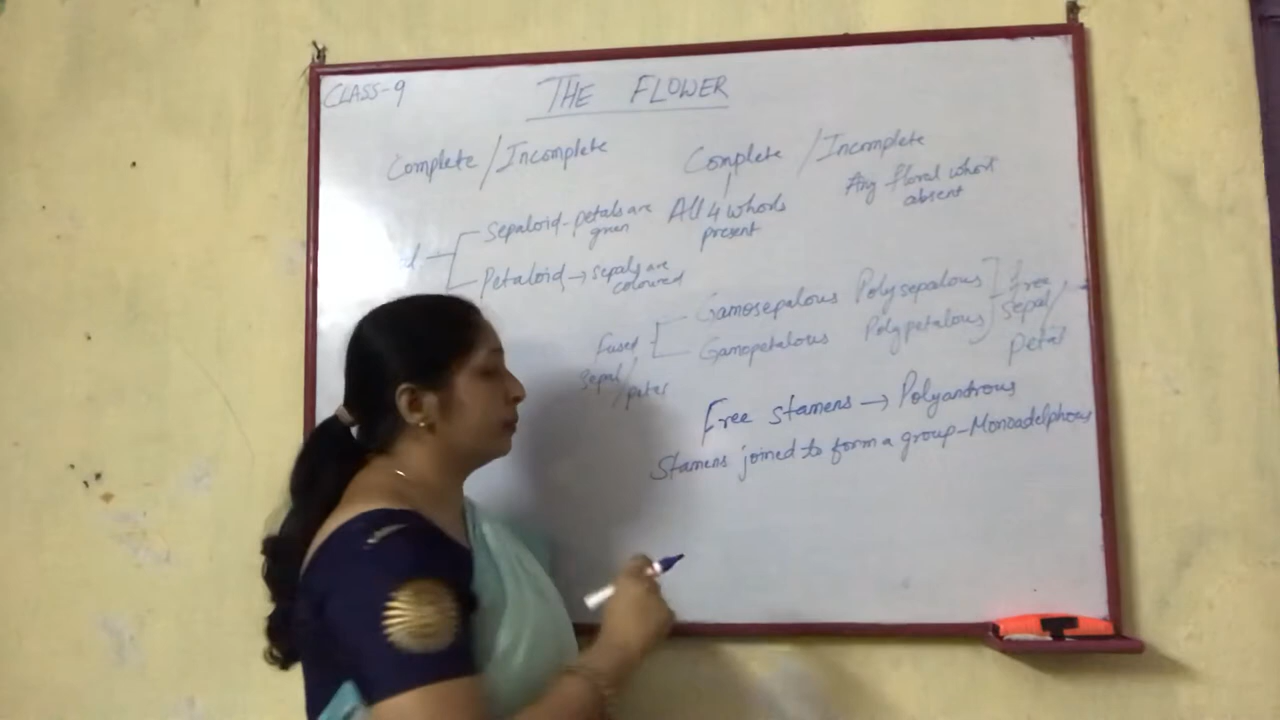 CLASS-9
THE FLOWER
Complete / Incomplete
Complete / Incomplete
All 4 whorls present
Any floral whorl absent
Sepaloid - petals are green
Petaloid → sepals are coloured
Fused sepal/petal
Gamosepalous Polysepalous
Gamopetalous Polypetalous
free sepal/ petal
Free stamens → Polyantrous
Stamens joined to form a group - Monoadelphous